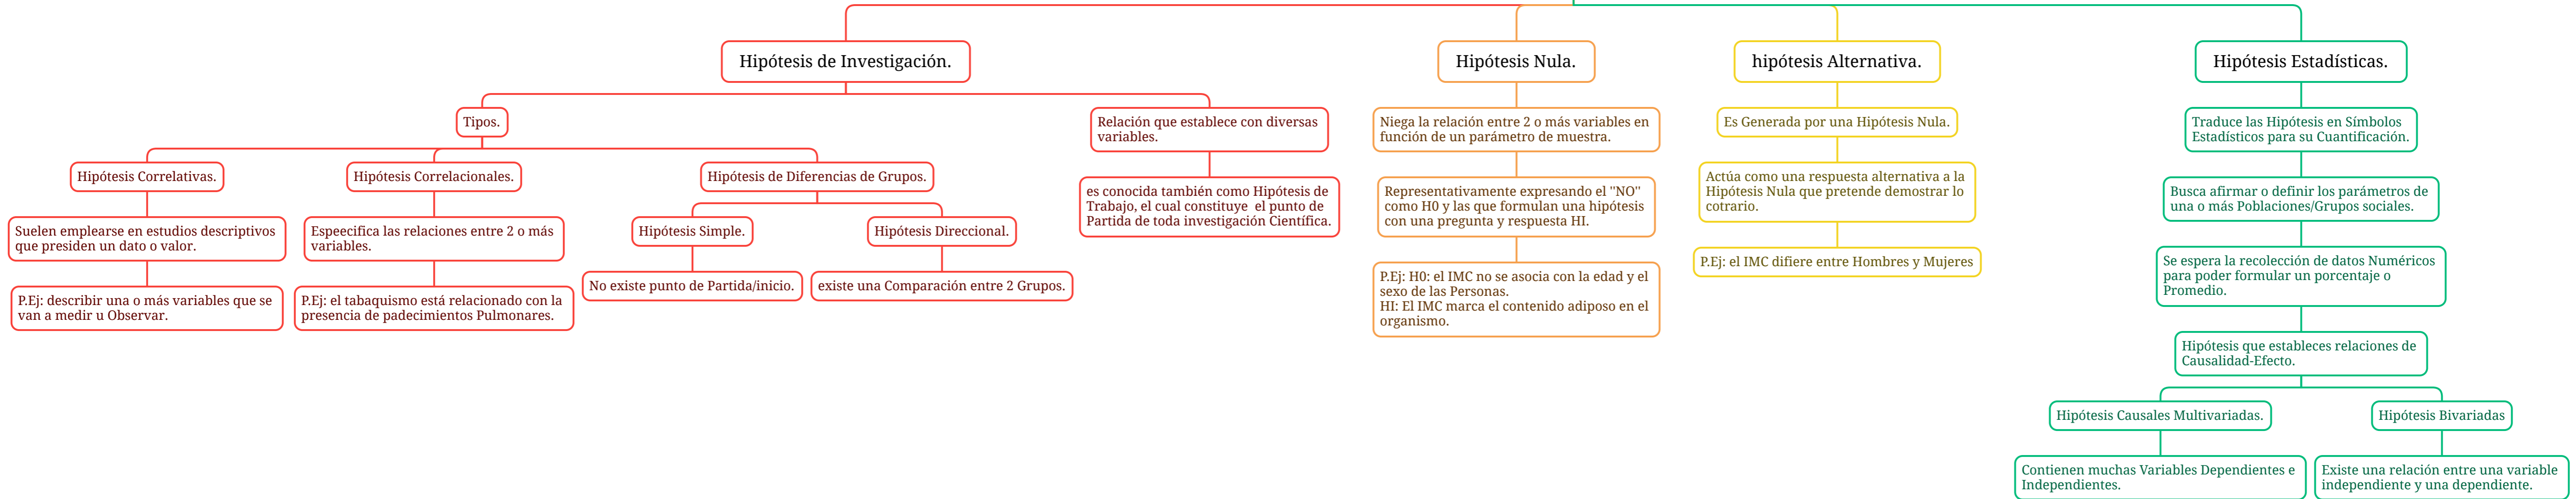 Hipótesis de Investigación.
Hipótesis Nula.
hipótesis Alternativa.
Hipótesis Estadísticas.
Tipos.
Relación que establece con diversas
variables.
Niega la relación entre 2 o más variables en
función de un parámetro de muestra.
Es Generada por una Hipótesis Nula.
Traduce las Hipótesis en Símbolos
Estadísticos para su Cuantificación.
Hipótesis Correlativas.
Hipótesis Correlacionales.
Hipótesis de Diferencias de Grupos.
es conocida también como Hipótesis de
Trabajo, el cual constituye  el punto de
Partida de toda investigación Científica.
Representativamente expresando el "NO"
como H0 y las que formulan una hipótesis
con una pregunta y respuesta HI.
Actúa como una respuesta alternativa a la
Hipótesis Nula que pretende demostrar lo
cotrario.
Busca afirmar o definir los parámetros de
una o más Poblaciones/Grupos sociales.
Suelen emplearse en estudios descriptivos
que presiden un dato o valor.
Espeecifica las relaciones entre 2 o más
variables.
Hipótesis Simple.
Hipótesis Direccional.
P.Ej: describir una o más variables que se
van a medir u Observar.
P.Ej: el tabaquismo está relacionado con la
presencia de padecimientos Pulmonares.
No existe punto de Partida/inicio.
existe una Comparación entre 2 Grupos.
P.Ej: H0: el IMC no se asocia con la edad y el
sexo de las Personas.
HI: El IMC marca el contenido adiposo en el
organismo.
P.Ej: el IMC difiere entre Hombres y Mujeres
Se espera la recolección de datos Numéricos
para poder formular un porcentaje o
Promedio.
Hipótesis que estableces relaciones de
Causalidad-Efecto.
Hipótesis Causales Multivariadas.
Hipótesis Bivariadas
Contienen muchas Variables Dependientes e
Independientes.
Existe una relación entre una variable
independiente y una dependiente.